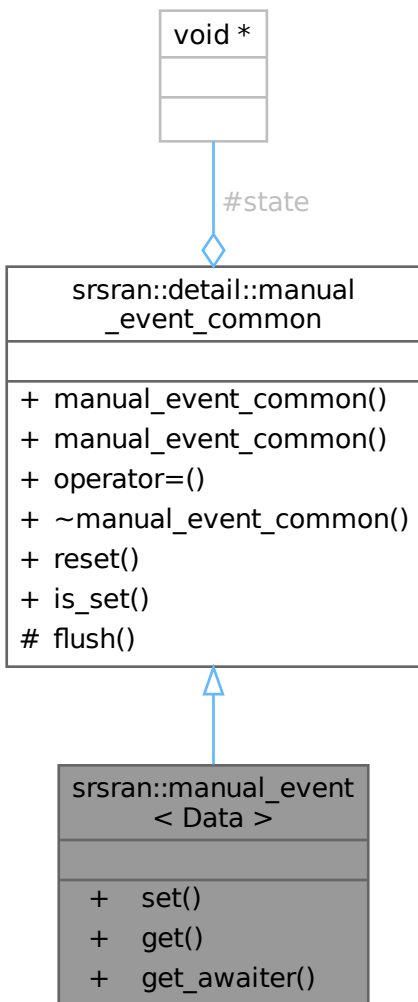 void *
#state
srsran::detail::manual
_event_common
+ manual_event_common()
+ manual_event_common()
+ operator=()
+ ~manual_event_common()
+ reset()
+ is_set()
# flush()
srsran::manual_event
< Data >
+ set()
+ get()
+ get_awaiter()